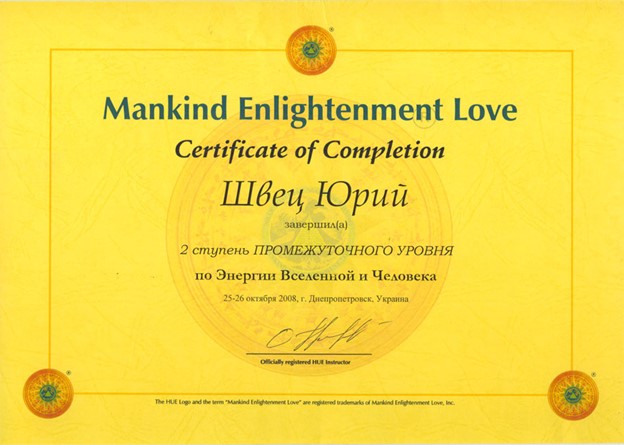 Mankind Enlightenment Love
Certificate of Completion
Швец Юрий
завершил(а)
2 ступень ПРОМЕЖУТОЧНОГО УРОВНЯ
по Энергии Вселенной и Человека
25-26 октября 2008, г. Днепропетровск, Украина
Officially registered HUE Instructor
The HUE Logo and the term "Mankind Enlightenment Love" are registered trademarks of Mankind Enlightenment Love, Inc.